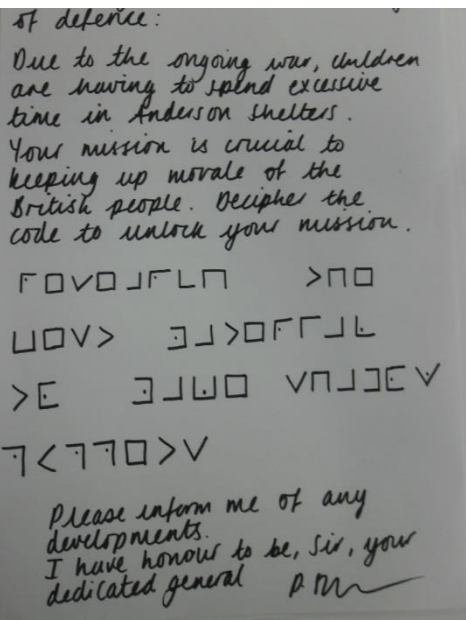 of defence:
Due to the ongoing war, children
are having to spend excessive
time in Anderson shelters.
Your mission is crucial to
keeping up morale of the
British people. Decipher the
code to unlock your mission.
Please inform me of any
developments.
I have honour to be, Sir, your
dedicated general